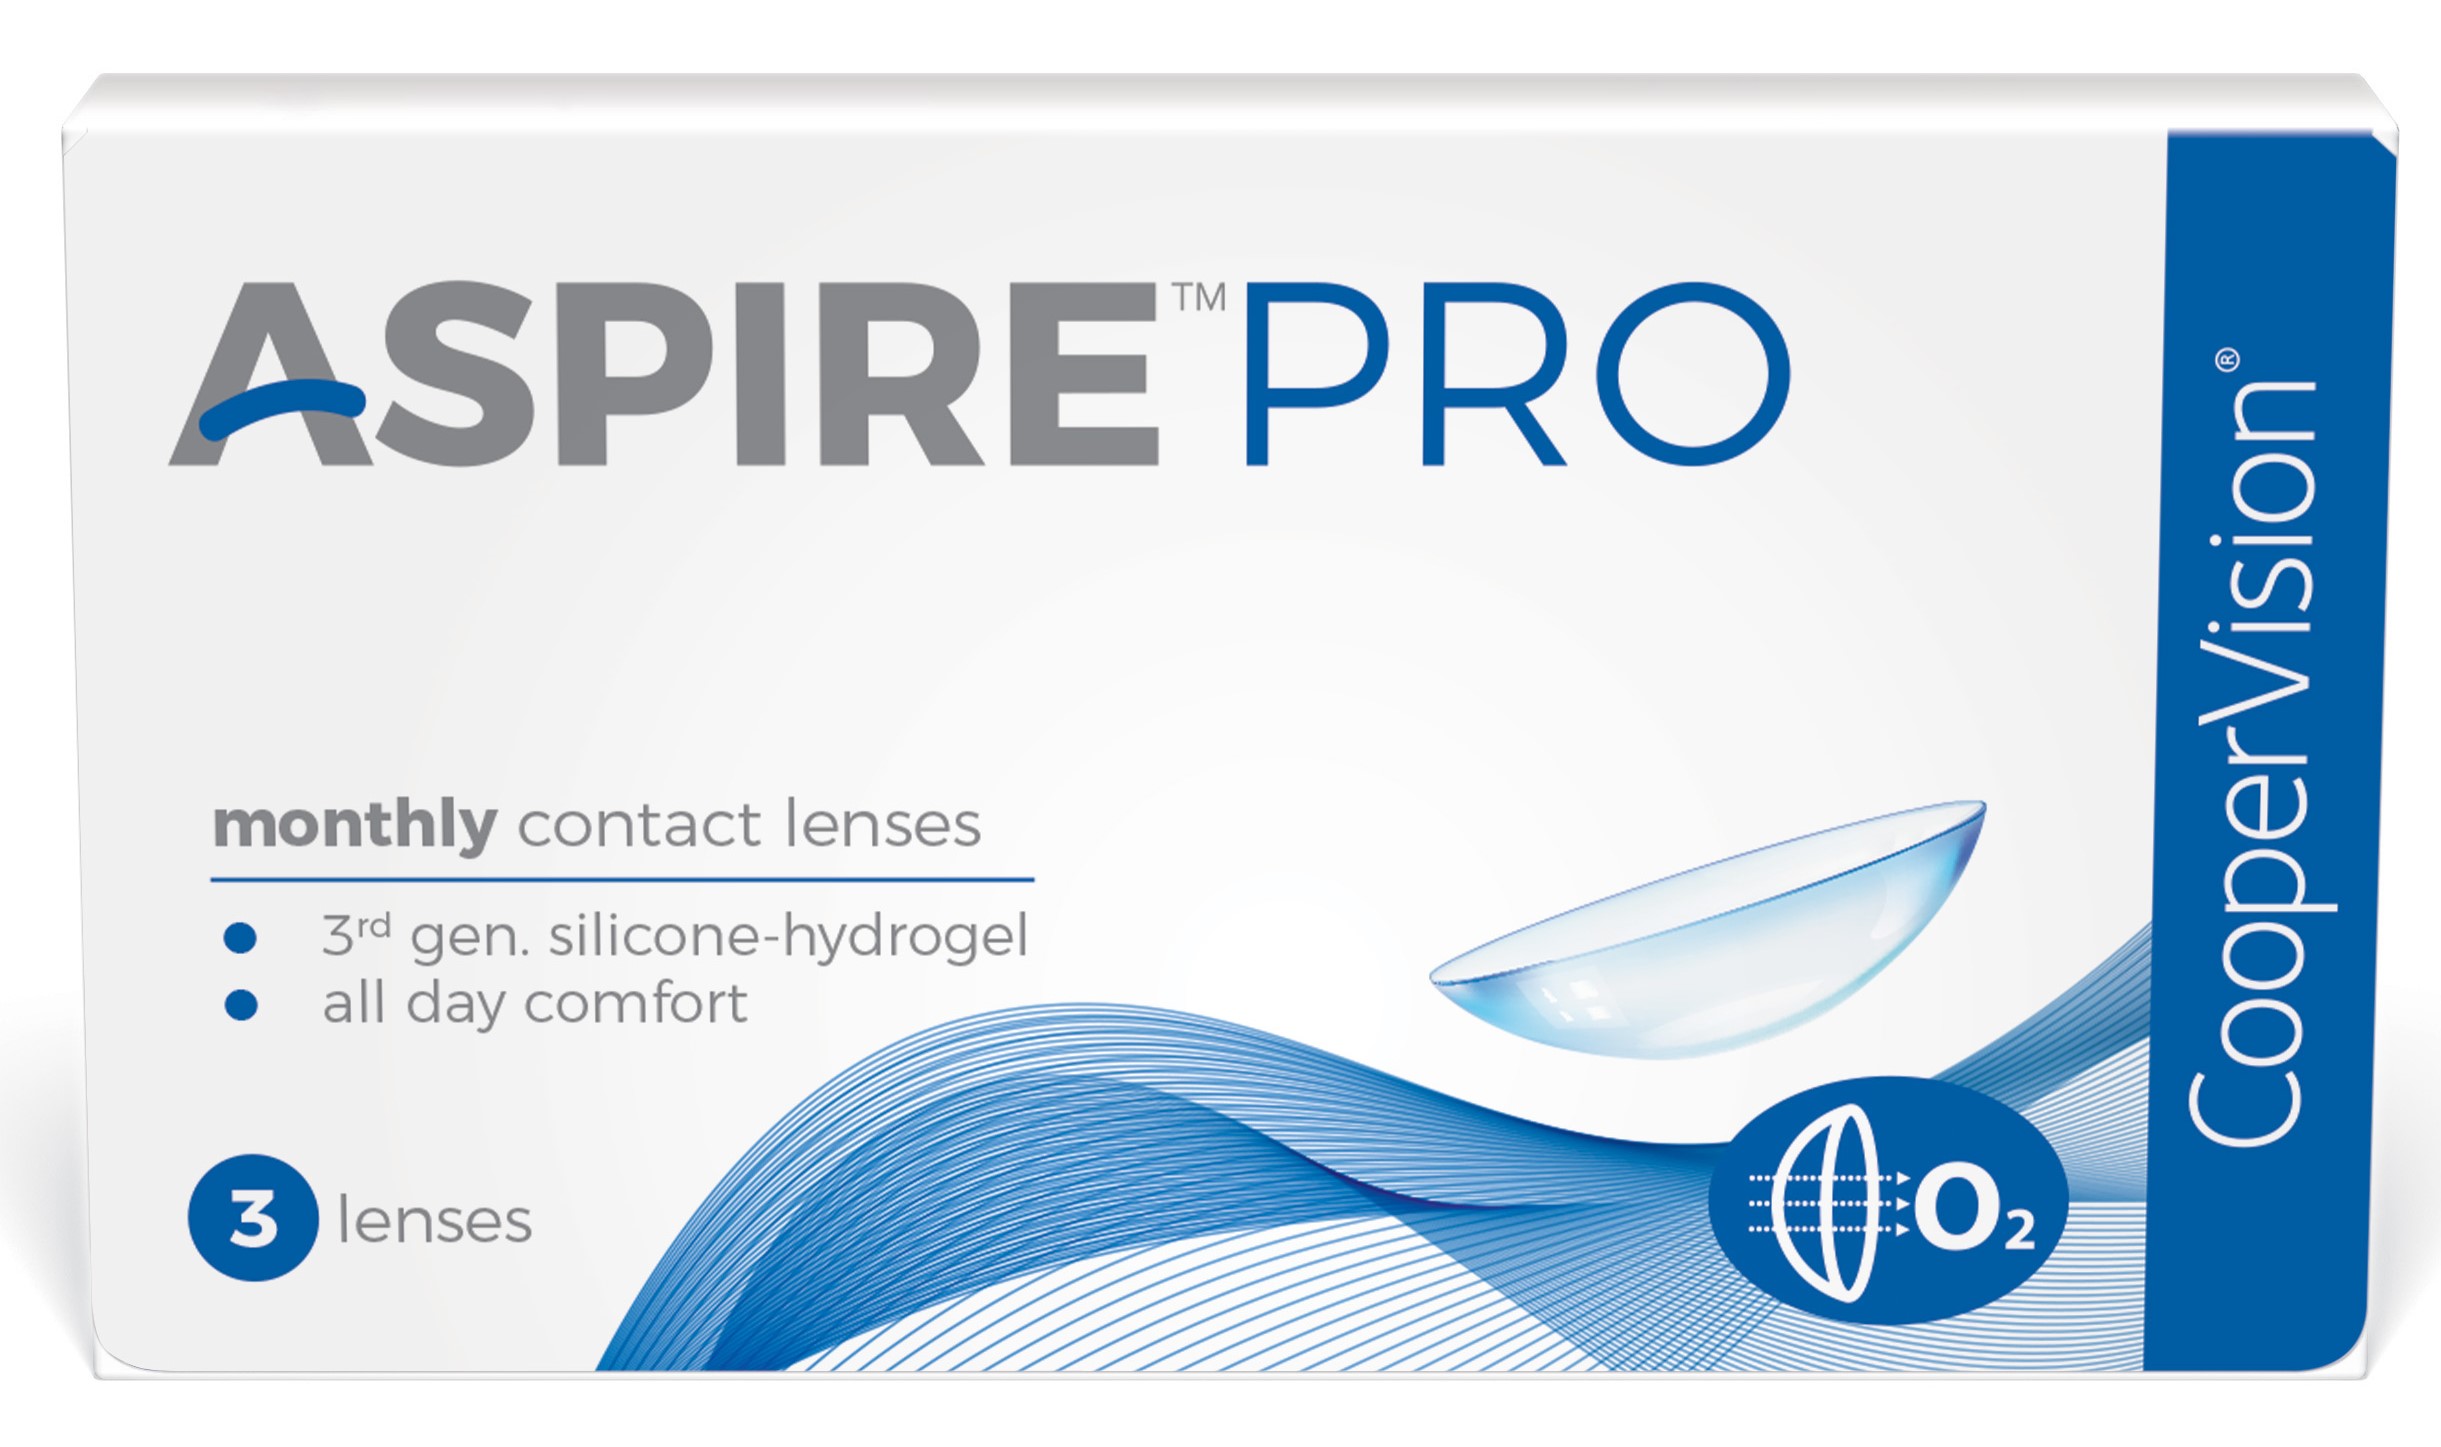 ASPIRE™ PRO
monthly contact lenses
● 3rd gen. silicone-hydrogel
● all day comfort
3 lenses
O₂
CooperVision®